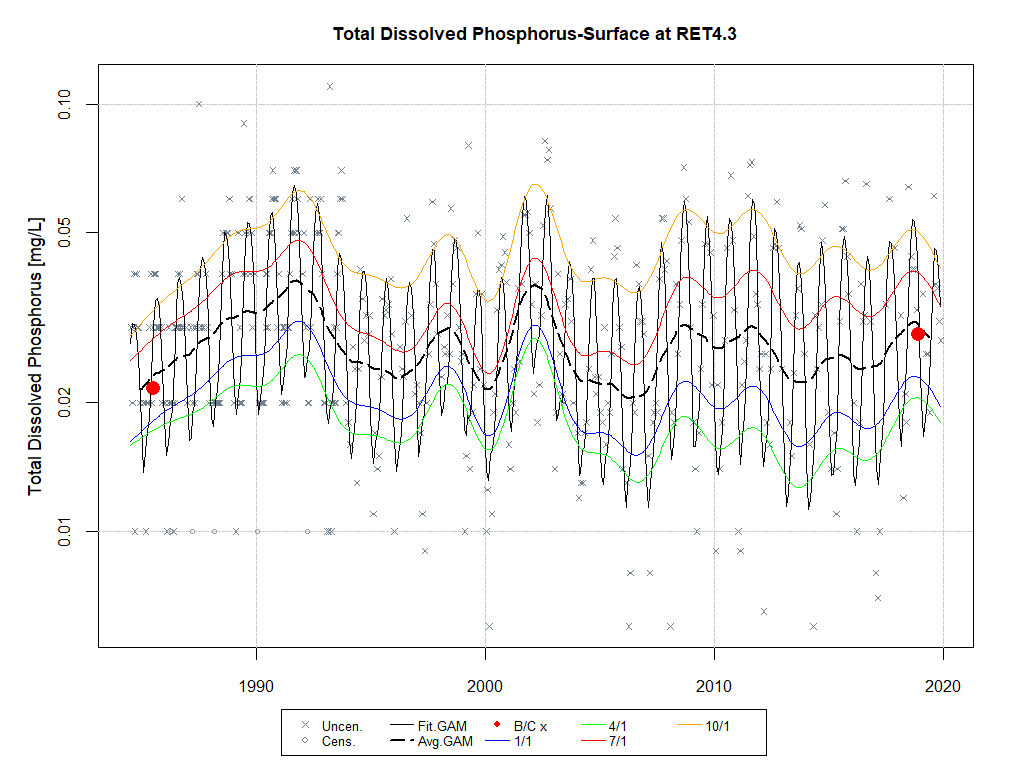 Total Dissolved Phosphorus-Surface at RET4.3
Total Dissolved Phosphorus [mg/L]
0.10
0.05
0.02
0.01
1990 2000 2010 2020
Uncen. Fit.GAM B/C x 4/1 10/1
Cens. Avg.GAM 1/1 7/1